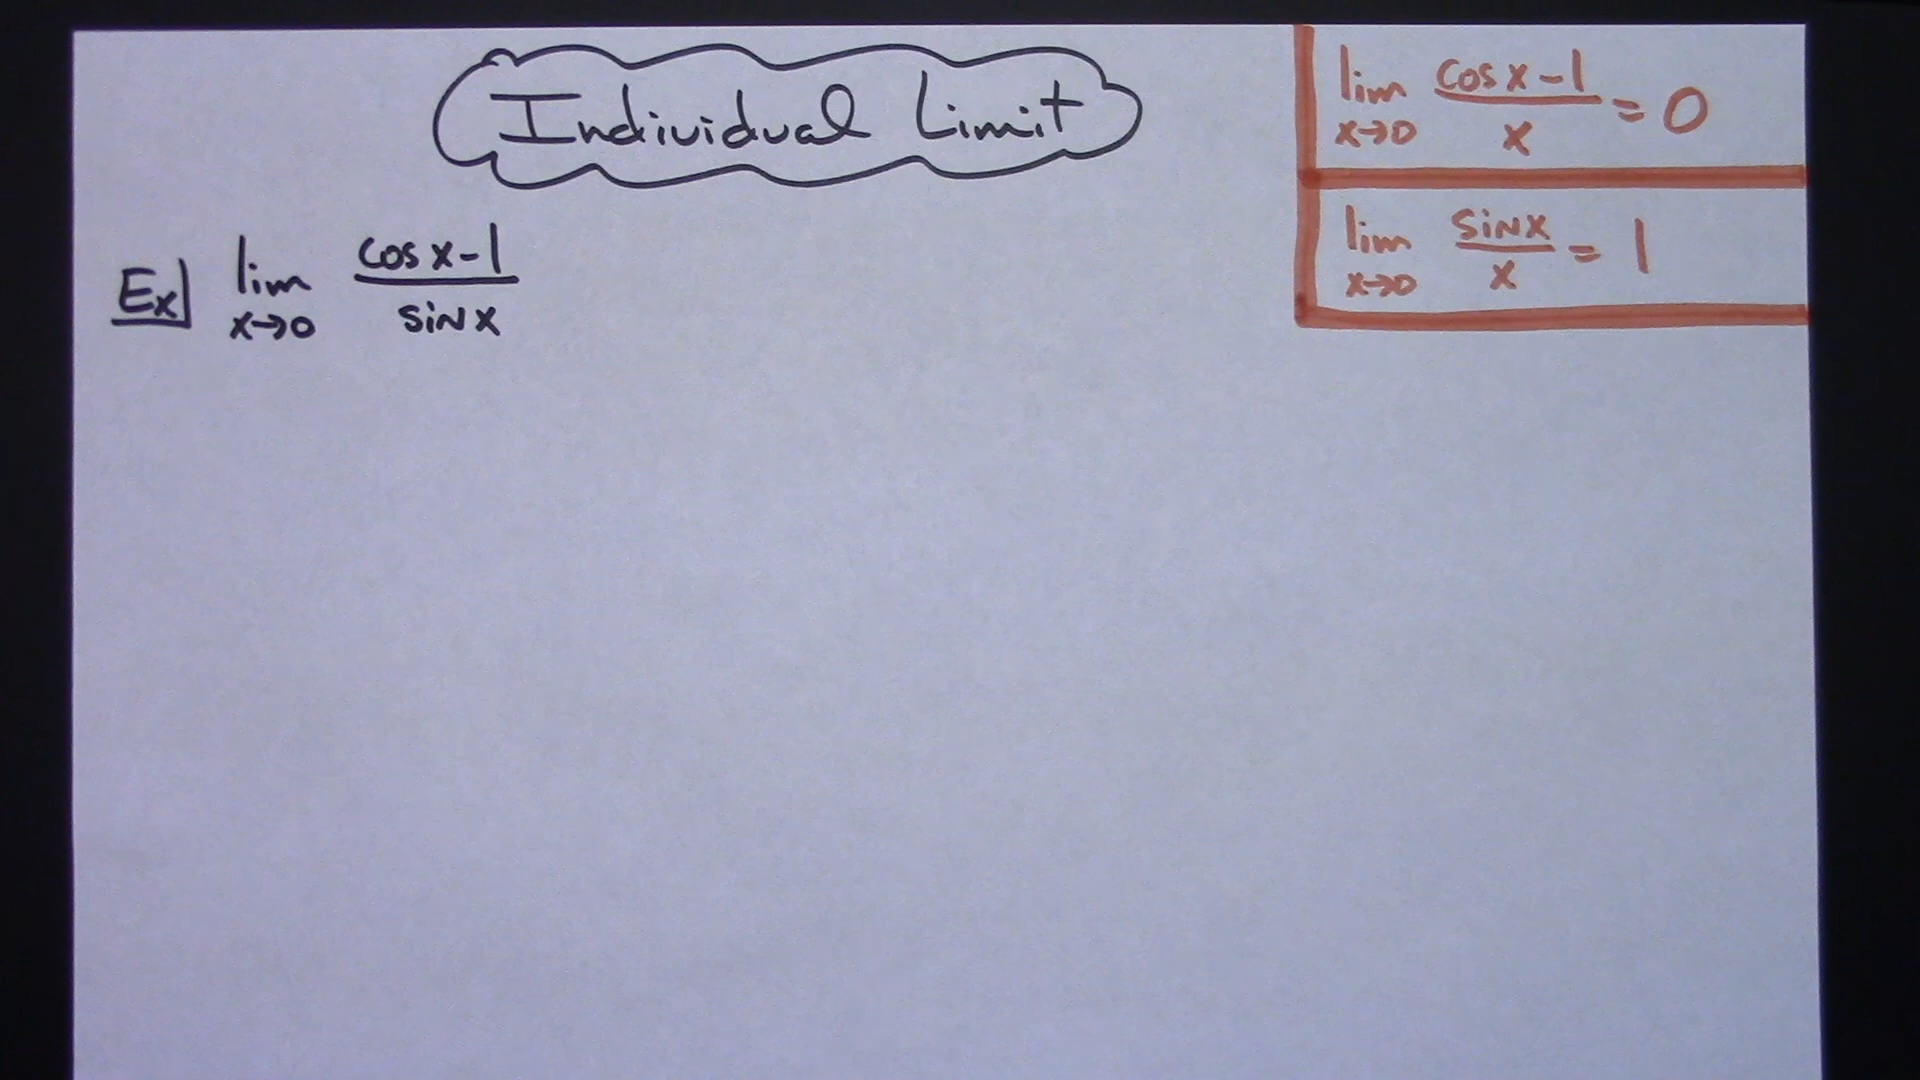 Individual Limit
lim x→0 cos x - 1 / x = 0
lim x→0 sin x / x = 1
Ex| lim x→0 cos x - 1 / sin x